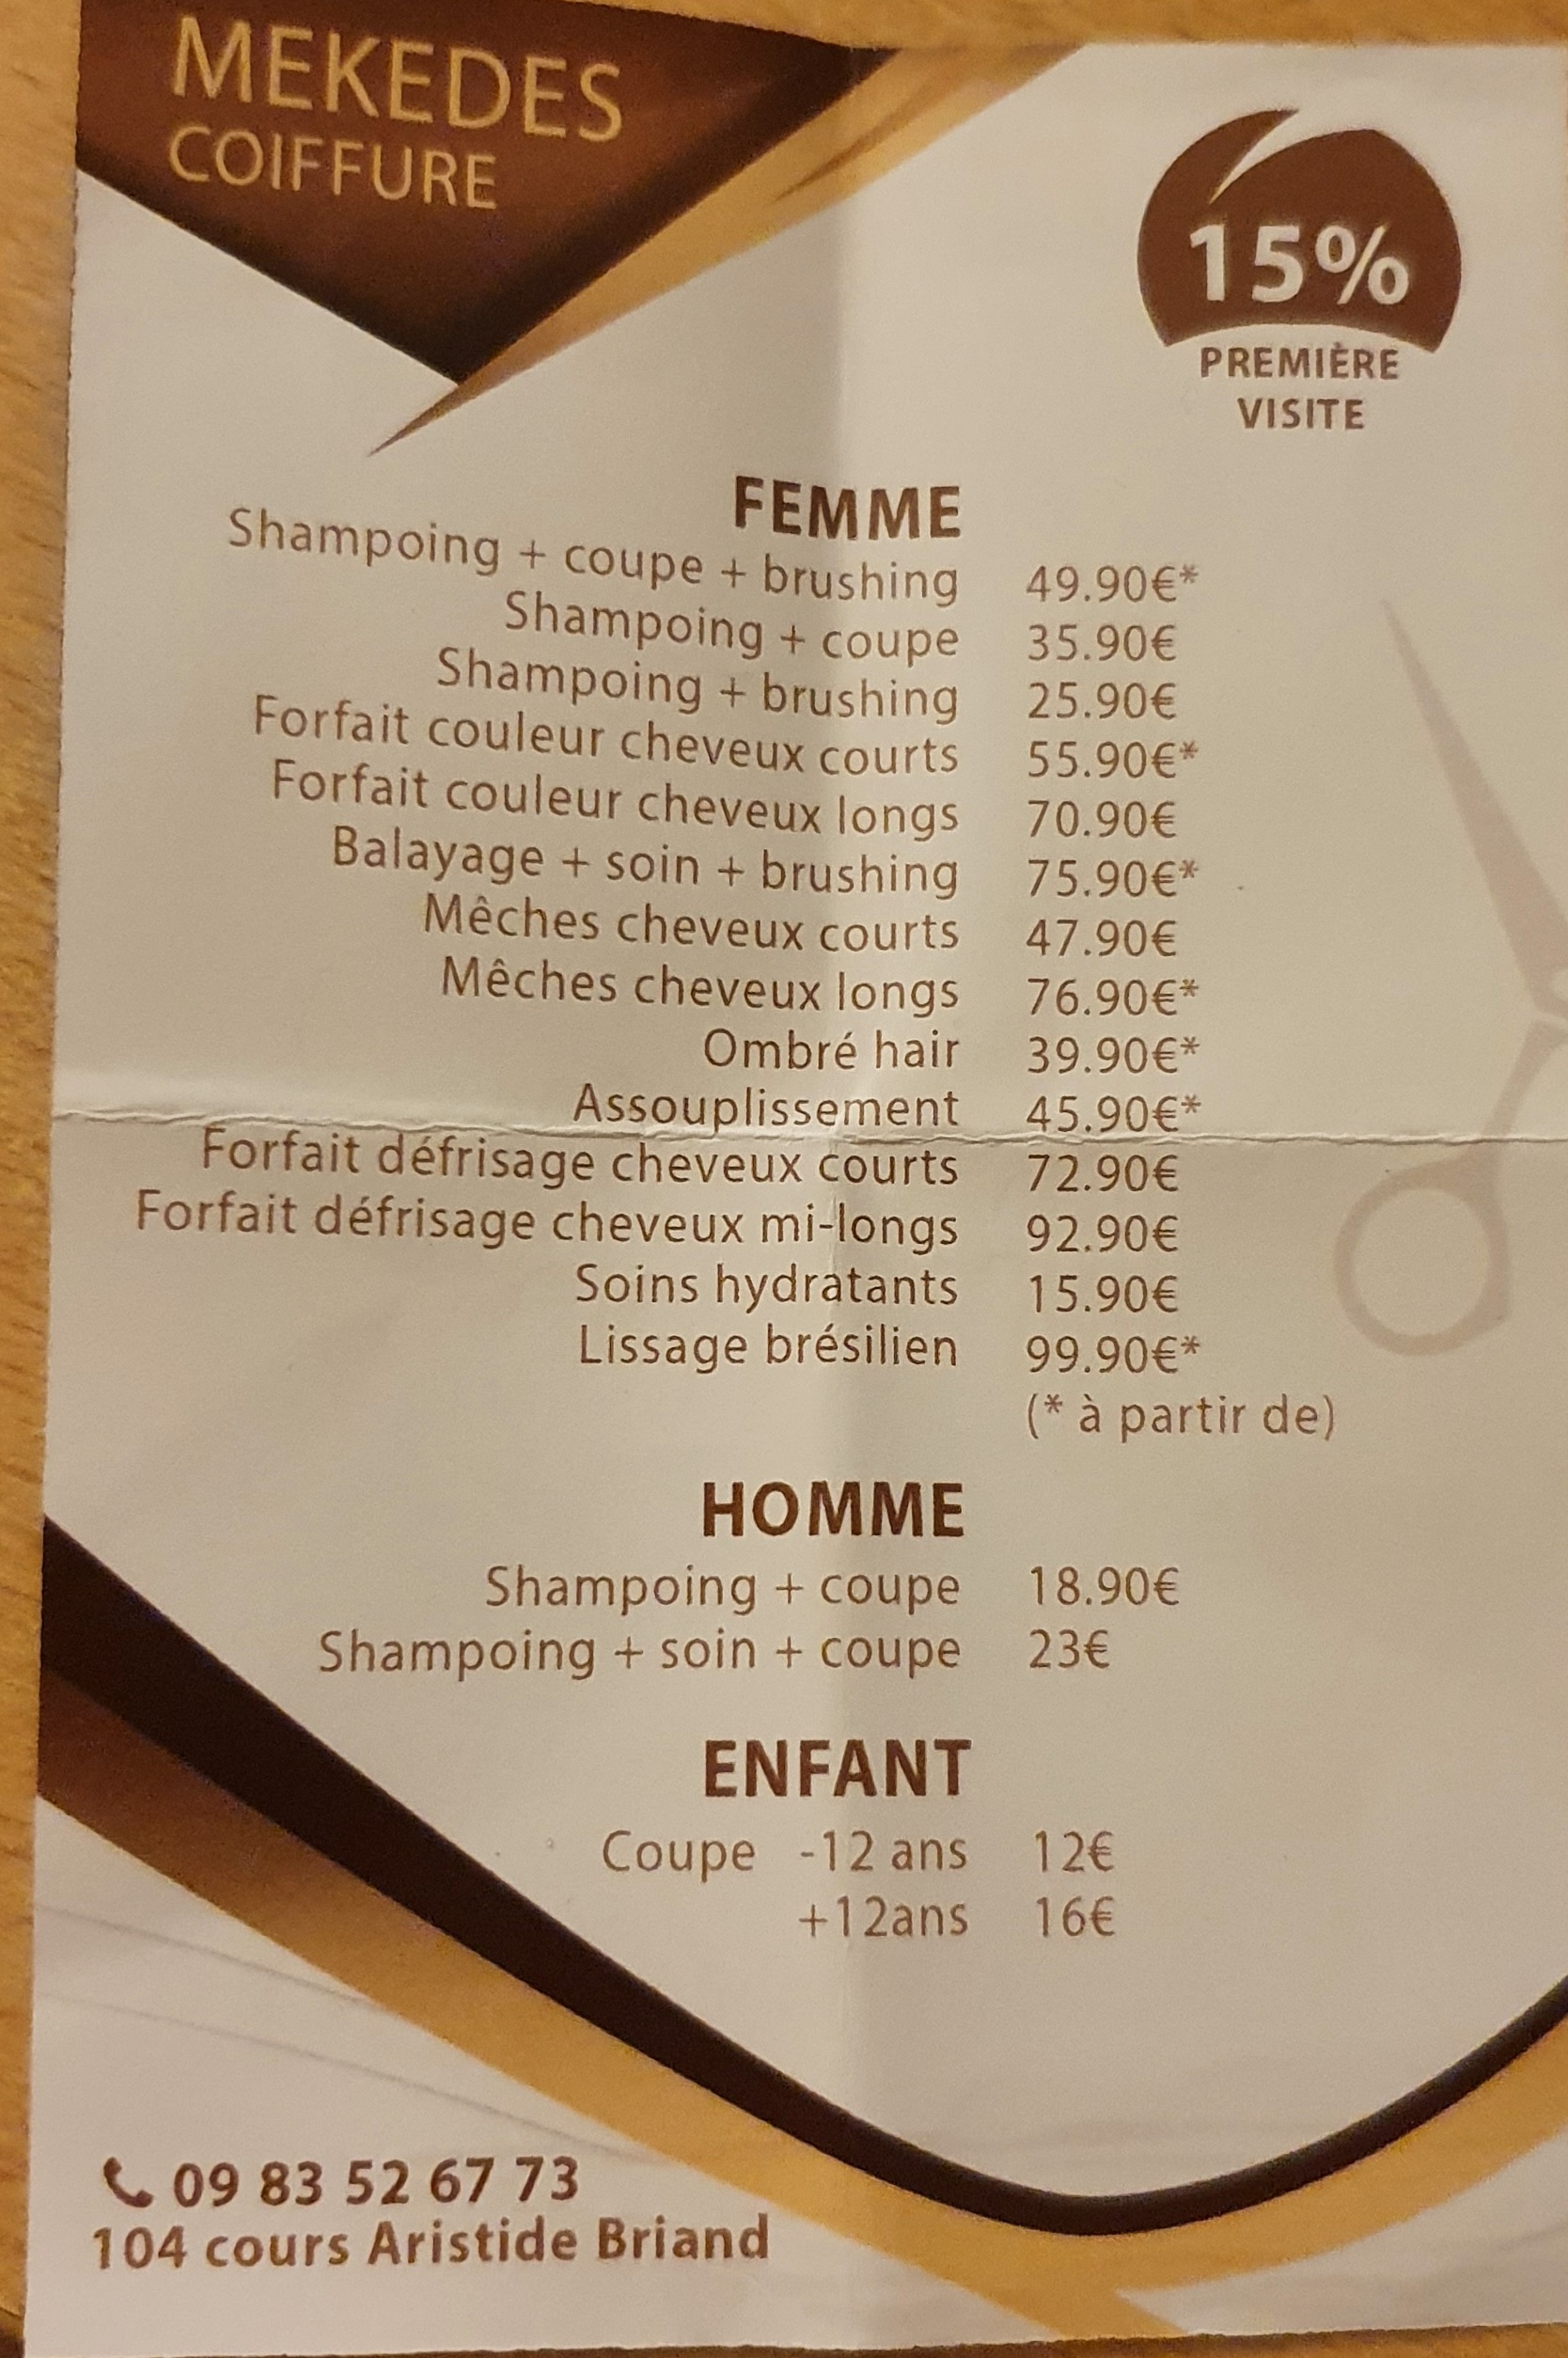 MEKEDES
COIFFURE
15%
PREMIÈRE
VISITE
FEMME
Shampoing + coupe + brushing 49.90€*
Shampoing + coupe 35.90€
Shampoing + brushing 25.90€
Forfait couleur cheveux courts 55.90€*
Forfait couleur cheveux longs 70.90€
Balayage + soin + brushing 75.90€*
Mêches cheveux courts 47.90€
Mêches cheveux longs 76.90€*
Ombré hair 39.90€*
Assouplissement 45.90€*
Forfait défrisage cheveux courts 72.90€
Forfait défrisage cheveux mi-longs 92.90€
Soins hydratants 15.90€
Lissage brésilien 99.90€*
(* à partir de)
HOMME
Shampoing + coupe 18.90€
Shampoing + soin + coupe 23€
ENFANT
Coupe -12 ans 12€
+12ans 16€
09 83 52 67 73
104 cours Aristide Briand